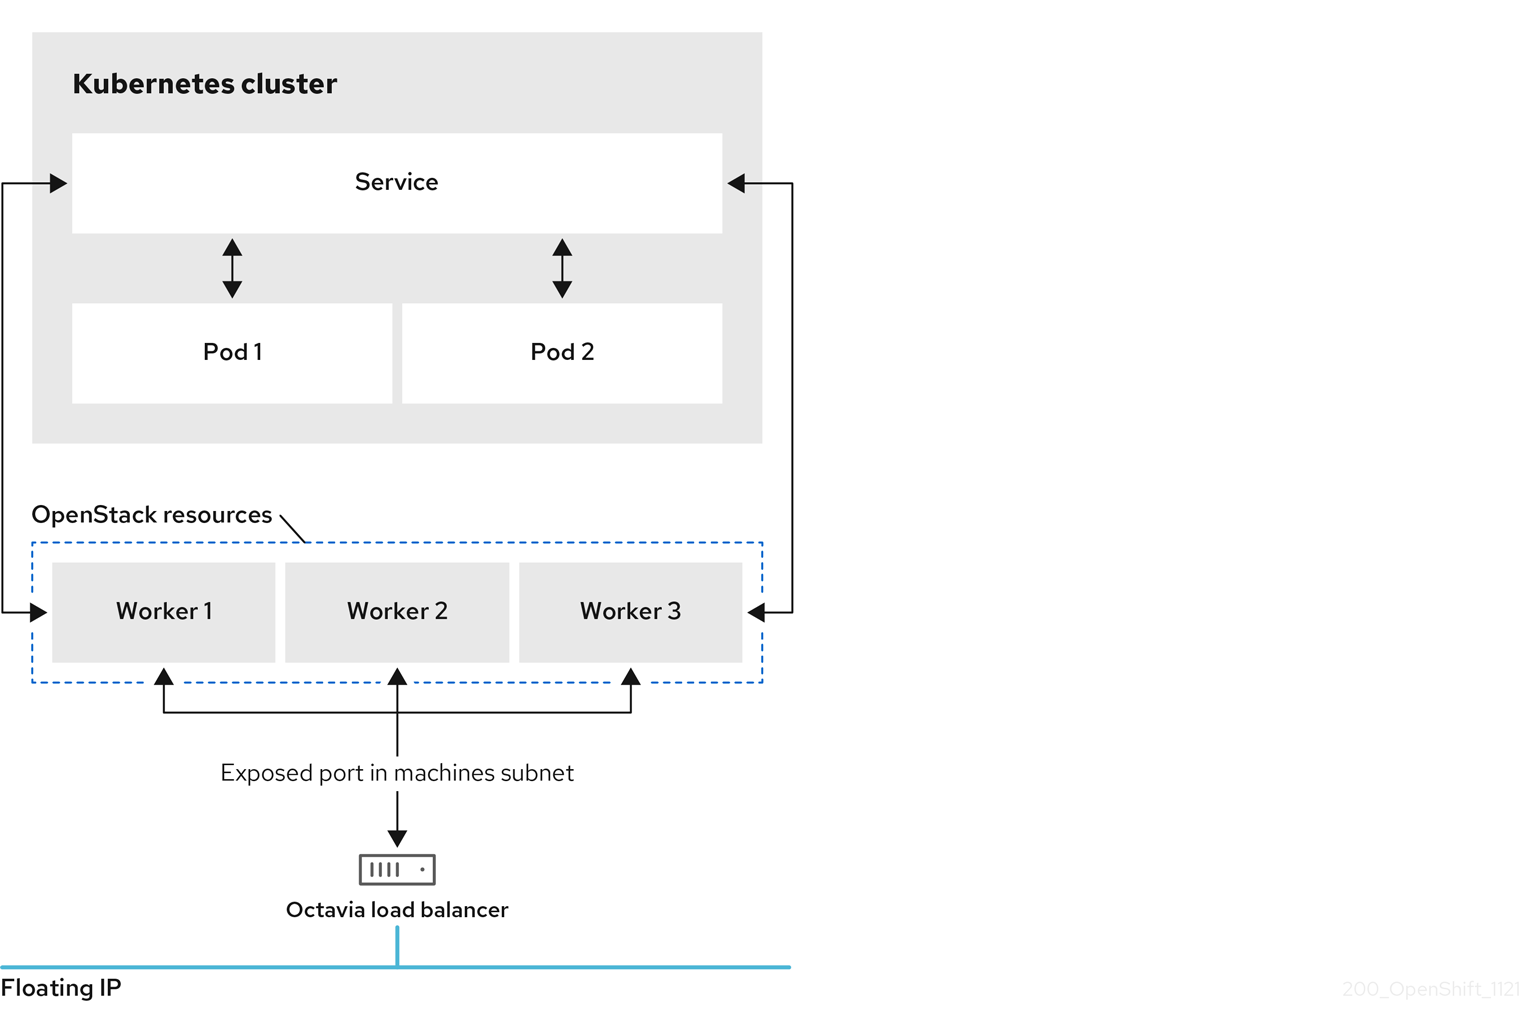 Kubernetes cluster
Service
Pod 1
Pod 2
OpenStack resources
Worker 1
Worker 2
Worker 3
Exposed port in machines subnet
Octavia load balancer
Floating IP
200_OpenShift_1121